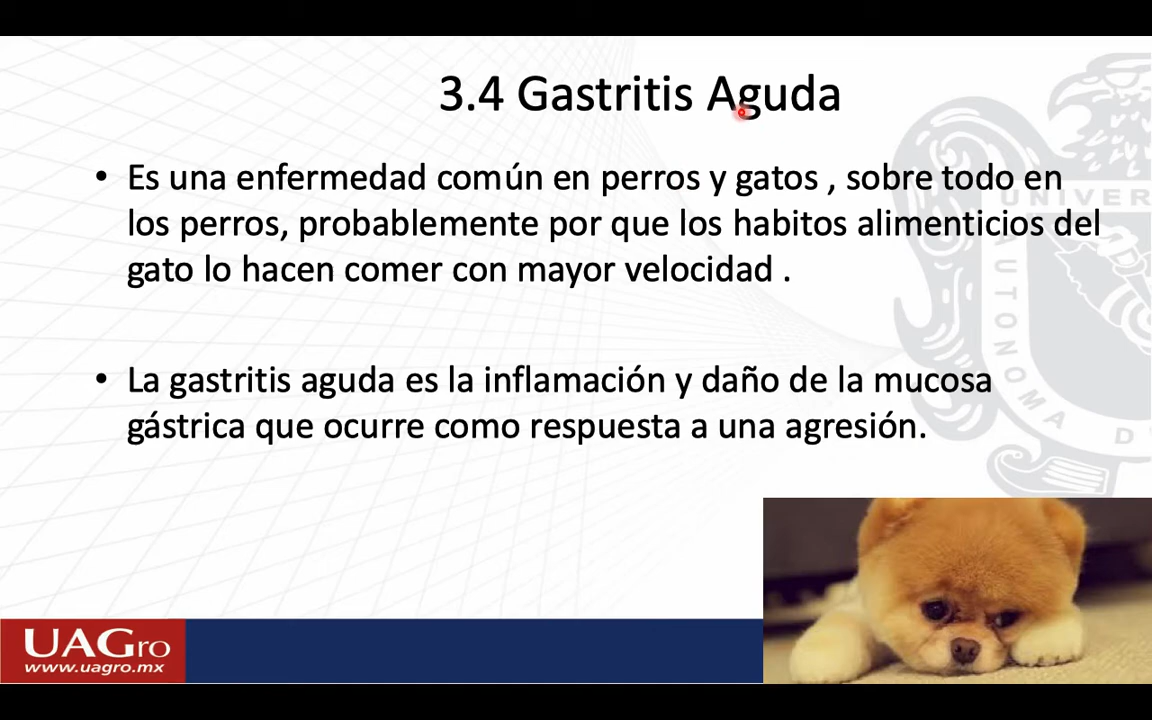 3.4 Gastritis Aguda
• Es una enfermedad común en perros y gatos , sobre todo en
los perros, probablemente por que los habitos alimenticios del
gato lo hacen comer con mayor velocidad .
• La gastritis aguda es la inflamación y daño de la mucosa
gástrica que ocurre como respuesta a una agresión.
UNIVER
AUTONOMA D
UAGro
www.uagro.mx